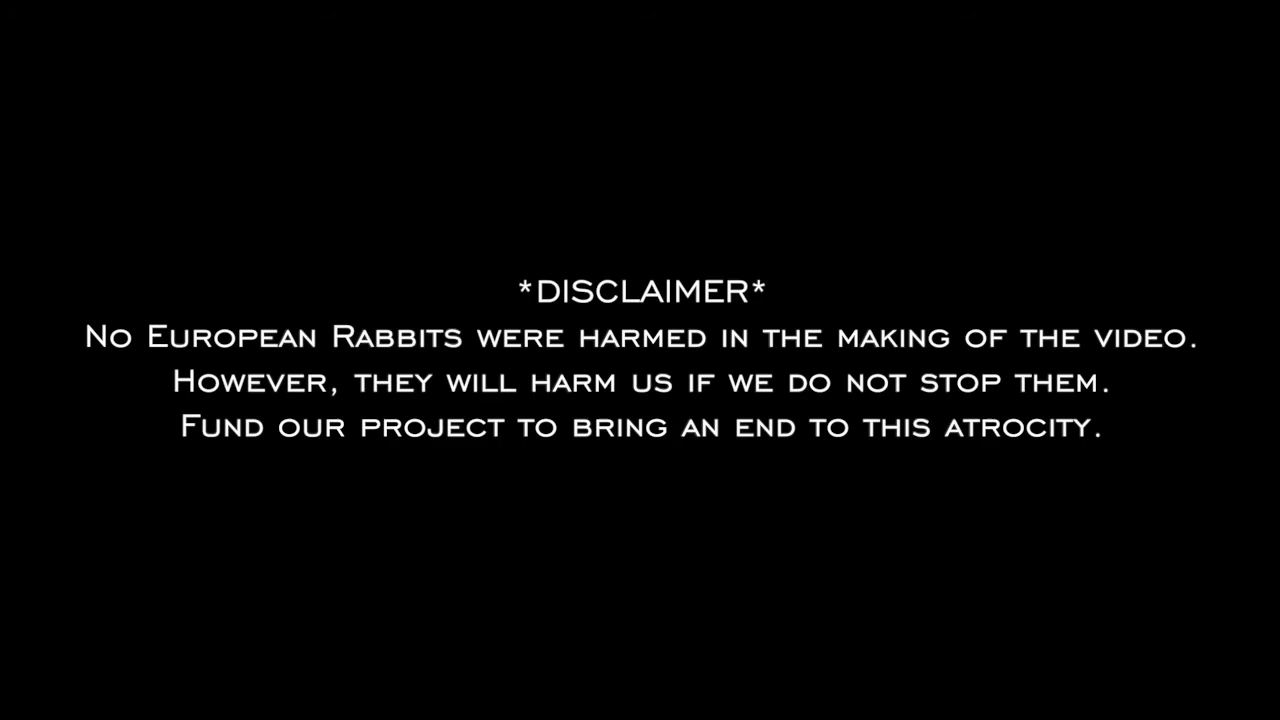 *DISCLAIMER*
No European Rabbits were harmed in the making of the video.
However, they will harm us if we do not stop them.
Fund our project to bring an end to this atrocity.